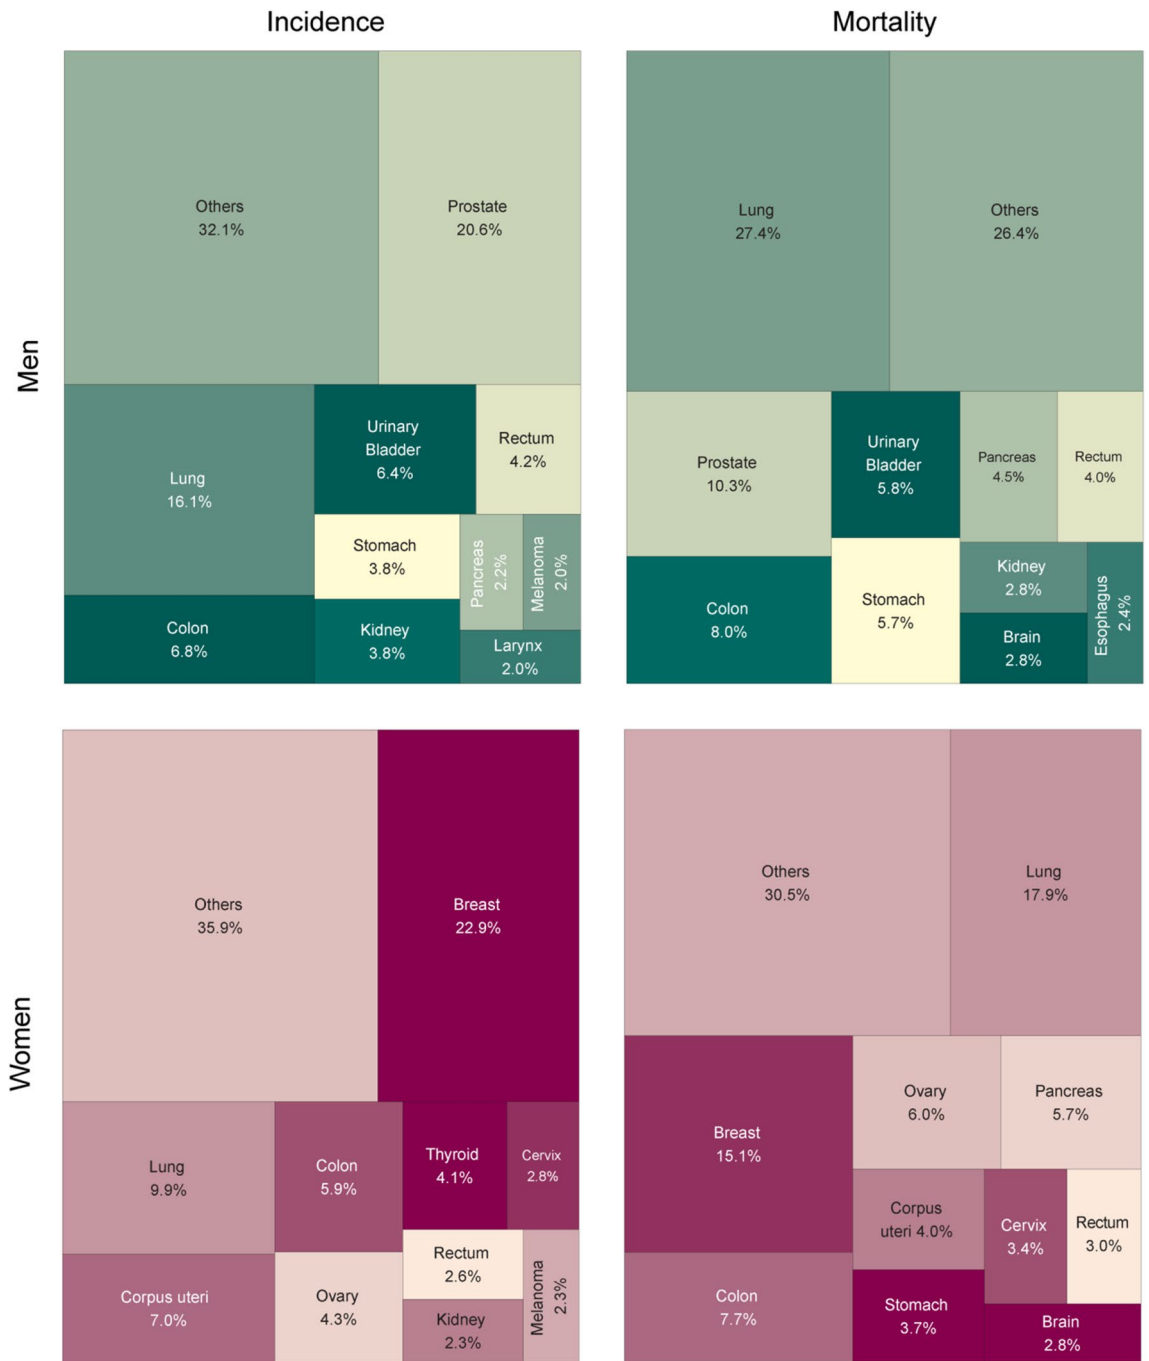 Incidence
Mortality
Men
Others
32.1%
Prostate
20.6%
Lung
16.1%
Urinary
Bladder
6.4%
Rectum
4.2%
Stomach
3.8%
Pancreas
2.2%
Melanoma
2.0%
Colon
6.8%
Kidney
3.8%
Larynx
2.0%
Lung
27.4%
Others
26.4%
Prostate
10.3%
Urinary
Bladder
5.8%
Pancreas
4.5%
Rectum
4.0%
Colon
8.0%
Stomach
5.7%
Kidney
2.8%
Brain
2.8%
Esophagus
2.4%
Women
Others
35.9%
Breast
22.9%
Lung
9.9%
Colon
5.9%
Thyroid
4.1%
Cervix
2.8%
Corpus uteri
7.0%
Ovary
4.3%
Rectum
2.6%
Kidney
2.3%
Melanoma
2.3%
Others
30.5%
Lung
17.9%
Breast
15.1%
Ovary
6.0%
Pancreas
5.7%
Corpus
uteri 4.0%
Cervix
3.4%
Rectum
3.0%
Colon
7.7%
Stomach
3.7%
Brain
2.8%